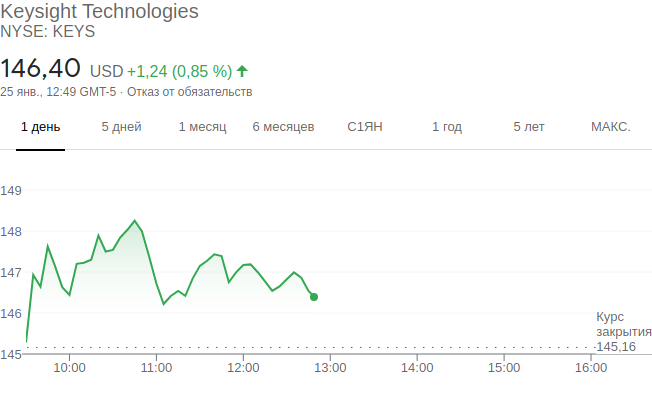 Keysight Technologies
NYSE: KEYS
146,40 USD +1,24 (0,85 %)
25 янв., 12:49 GMT-5 · Отказ от обязательств
1 день 5 дней 1 месяц 6 месяцев С1ЯН 1 год 5 лет МАКС.
149
148
147
146
145
Курс
закрытия
145,16
10:00 11:00 12:00 13:00 14:00 15:00 16:00